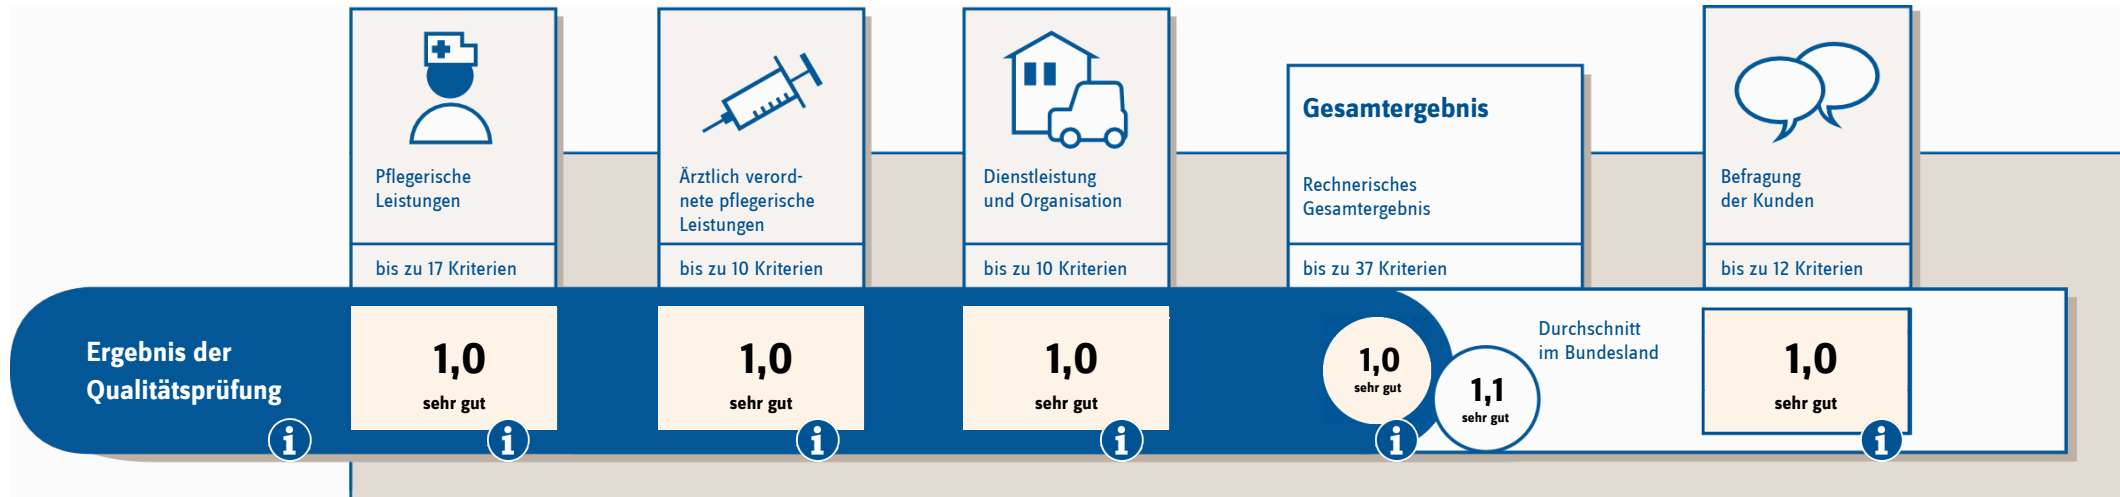 Pflegerische
Leistungen
bis zu 17 Kriterien
Ärztlich verord-
nete pflegerische
Leistungen
bis zu 10 Kriterien
Dienstleistung
und Organisation
bis zu 10 Kriterien
Gesamtergebnis
Rechnerisches
Gesamtergebnis
bis zu 37 Kriterien
Befragung
der Kunden
bis zu 12 Kriterien
Ergebnis der
Qualitätsprüfung
i
1,0
sehr gut
i
1,0
sehr gut
i
1,0
sehr gut
i
1,0
sehr gut
i
1,1
sehr gut
Durchschnitt
im Bundesland
1,0
sehr gut
i